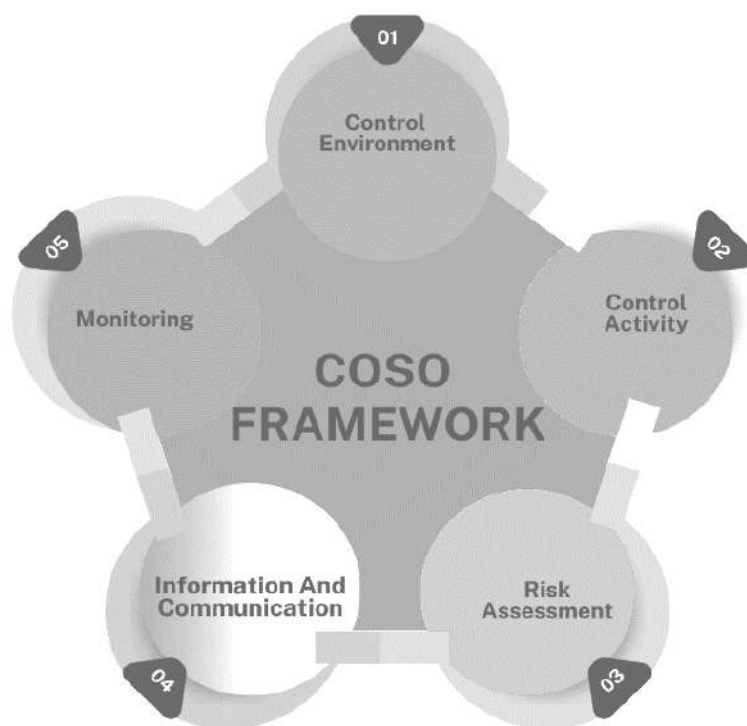 01
Control
Environment
02
Control
Activity
03
Risk
Assessment
04
Information And
Communication
05
Monitoring
COSO
FRAMEWORK